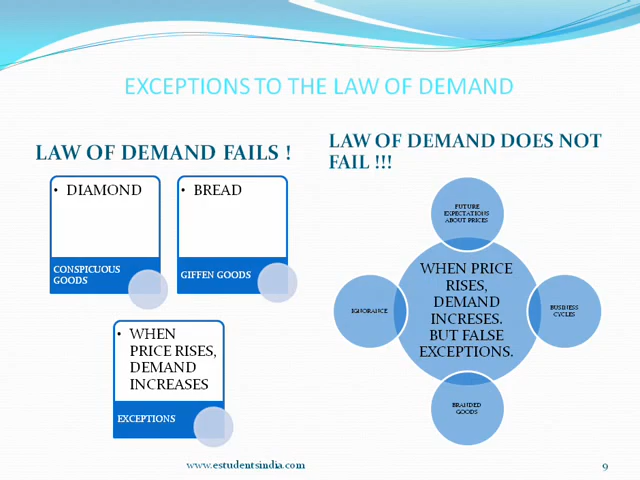 EXCEPTIONS TO THE LAW OF DEMAND
LAW OF DEMAND FAILS !
• DIAMOND
CONSPICUOUS
GOODS
• BREAD
GIFFEN GOODS
• WHEN
PRICE RISES,
DEMAND
INCREASES
EXCEPTIONS
LAW OF DEMAND DOES NOT
FAIL !!!
FUTURE
EXPECTATIONS
ABOUT PRICES
IGNORANCE
WHEN PRICE
RISES,
DEMAND
INCRESES.
BUT FALSE
EXCEPTIONS.
BUSINESS
CYCLES
BRANDED
GOODS
www.estudentsindia.com
9